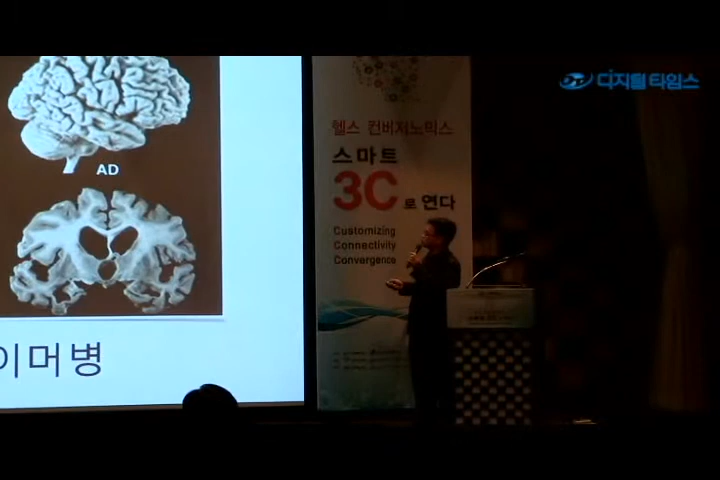 디지털타임스
AD
이머병
헬스 컨버저노믹스
스마트
3C로 연다
Customizing
Connectivity
Convergence